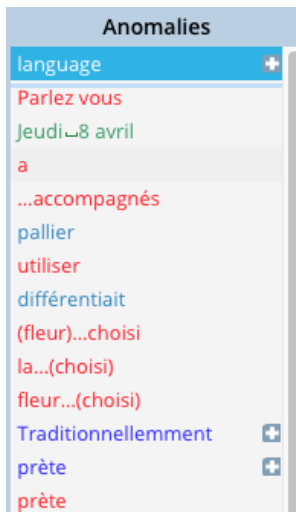 Anomalies
language
Parlez vous
Jeudi⎵8 avril
a
...accompagnés
pallier
utiliser
différentiait
(fleur)...choisi
la...(choisi)
fleur...(choisi)
Traditionnellemment
prète
prète